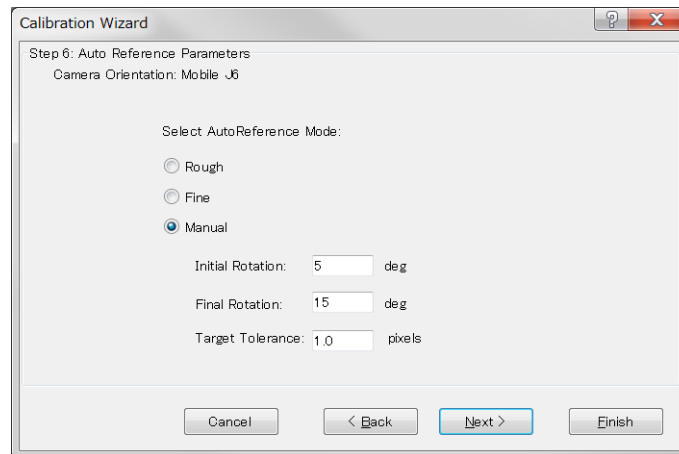 Calibration Wizard
Step 6: Auto Reference Parameters
Camera Orientation: Mobile J6
Select AutoReference Mode:
Rough
Fine
Manual
Initial Rotation: 5 deg
Final Rotation: 15 deg
Target Tolerance: 1.0 pixels
Cancel < Back Next > Finish